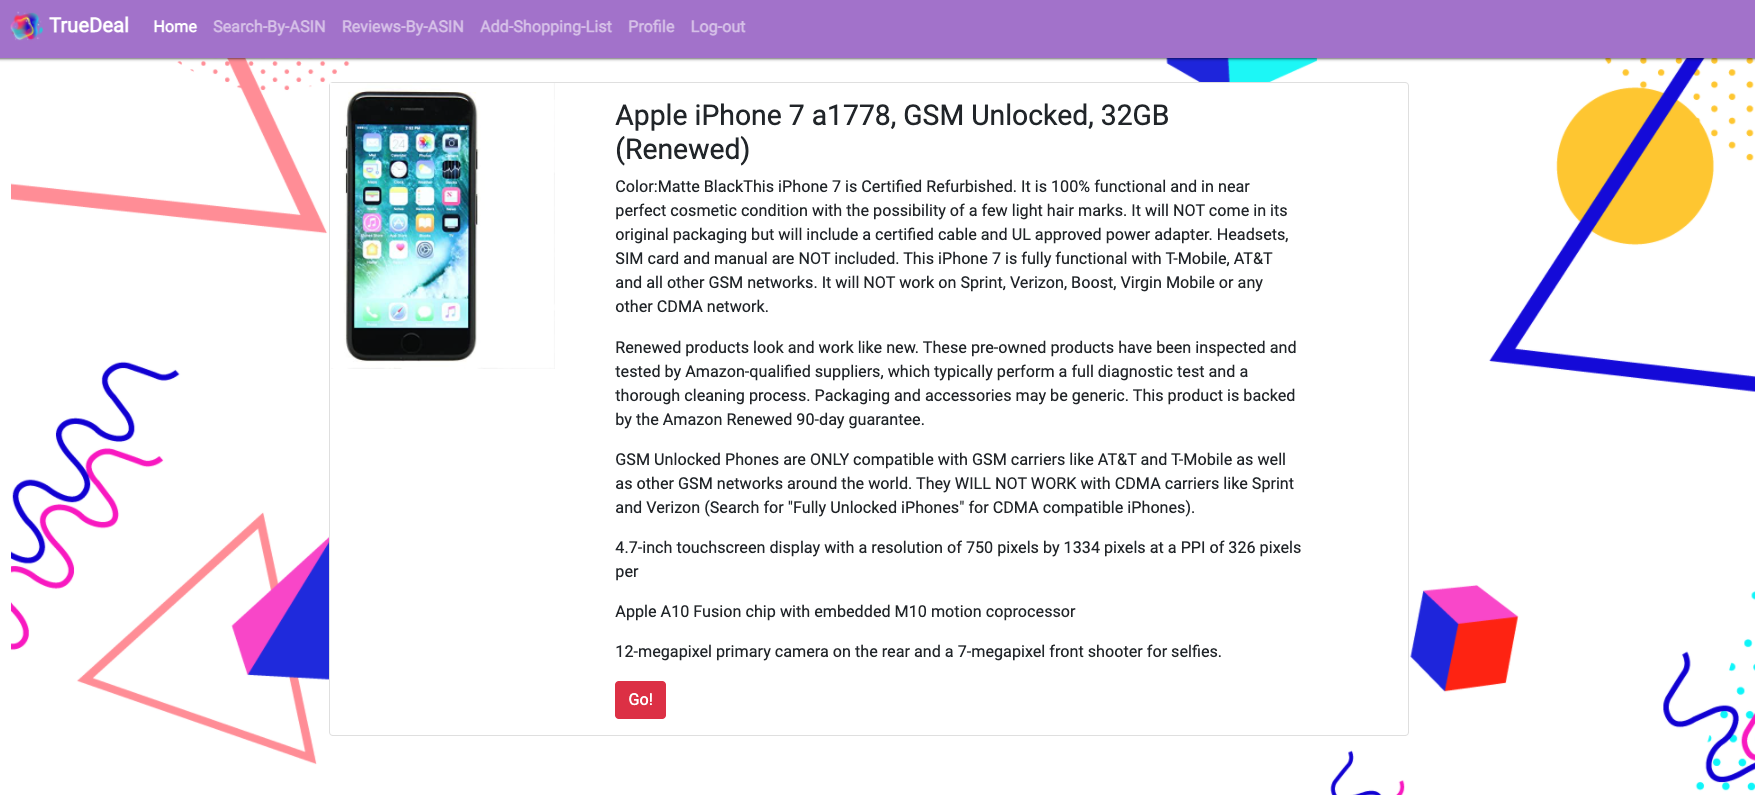 TrueDeal Home Search-By-ASIN Reviews-By-ASIN Add-Shopping-List Profile Log-out
Apple iPhone 7 a1778, GSM Unlocked, 32GB
(Renewed)
Color:Matte BlackThis iPhone 7 is Certified Refurbished. It is 100% functional and in near
perfect cosmetic condition with the possibility of a few light hair marks. It will NOT come in its
original packaging but will include a certified cable and UL approved power adapter. Headsets,
SIM card and manual are NOT included. This iPhone 7 is fully functional with T-Mobile, AT&T
and all other GSM networks. It will NOT work on Sprint, Verizon, Boost, Virgin Mobile or any
other CDMA network.
Renewed products look and work like new. These pre-owned products have been inspected and
tested by Amazon-qualified suppliers, which typically perform a full diagnostic test and a
thorough cleaning process. Packaging and accessories may be generic. This product is backed
by the Amazon Renewed 90-day guarantee.
GSM Unlocked Phones are ONLY compatible with GSM carriers like AT&T and T-Mobile as well
as other GSM networks around the world. They WILL NOT WORK with CDMA carriers like Sprint
and Verizon (Search for "Fully Unlocked iPhones" for CDMA compatible iPhones).
4.7-inch touchscreen display with a resolution of 750 pixels by 1334 pixels at a PPI of 326 pixels
per
Apple A10 Fusion chip with embedded M10 motion coprocessor
12-megapixel primary camera on the rear and a 7-megapixel front shooter for selfies.
Go!